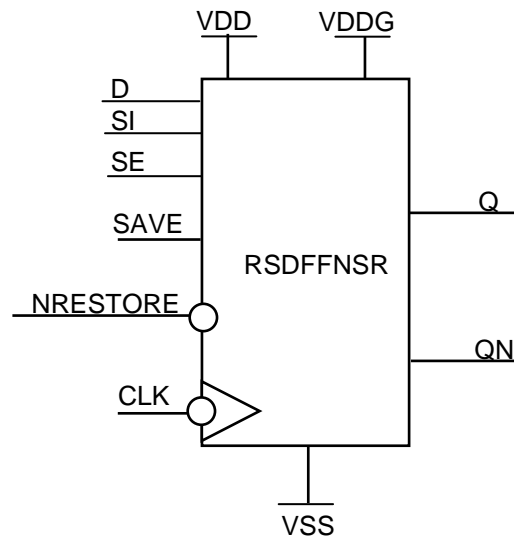 VDD
VDDG
D
SI
SE
SAVE
Q
RSDFFNSR
NRESTORE
QN
CLK
VSS